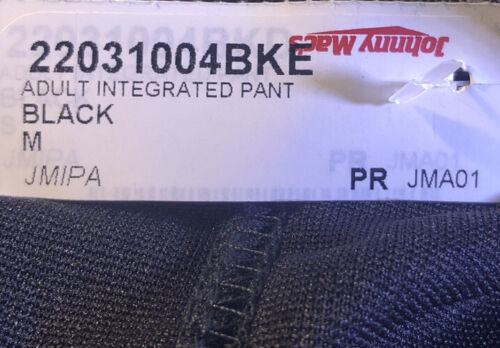 Johnny Mac's
22031004BKE
ADULT INTEGRATED PANT
BLACK
M
JMIPA PR JMA01